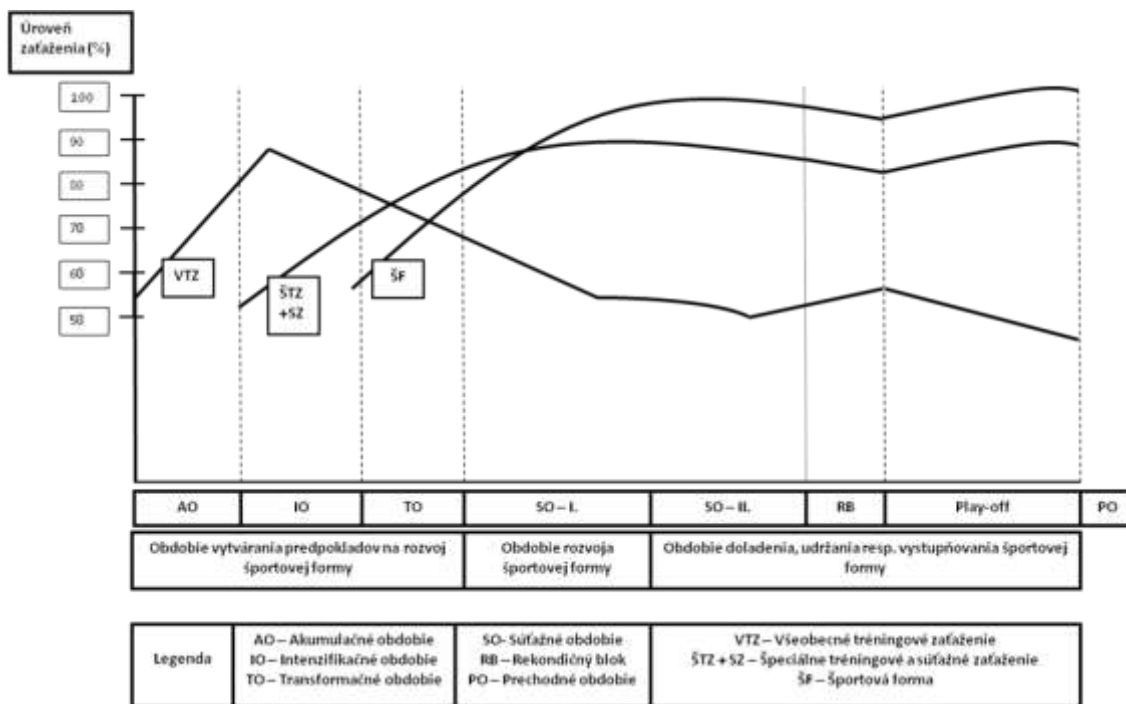 Úroveň
zaťaženia (%)
100
90
80
70
60
50
VTZ
ŠTZ
+SZ
ŠF
AO
IO
TO
SO – I.
SO – II.
RB
Play-off
PO
Obdobie vytvárania predpokladov na rozvoj
športovej formy
Obdobie rozvoja
športovej formy
Obdobie doladenia, udržania resp. vystupňovania športovej
formy
Legenda
AO – Akumulačné obdobie
IO – Intenzifikačné obdobie
TO – Transformačné obdobie
SO- Súťažné obdobie
RB – Rekondičný blok
PO – Prechodné obdobie
VTZ – Všeobecné tréningové zaťaženie
ŠTZ + SZ – Špeciálne tréningové a súťažné zaťaženie
ŠF – Športová forma